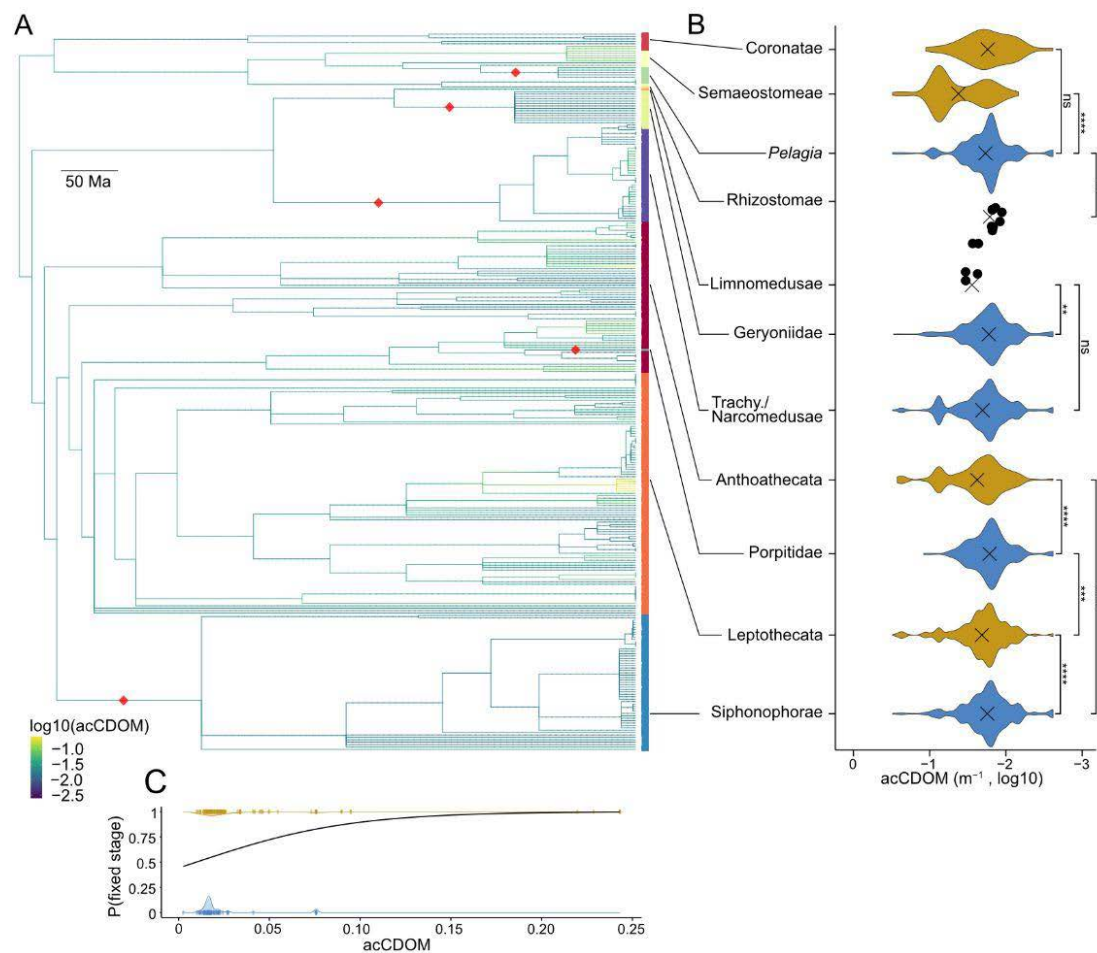 A
50 Ma
log10(acCDOM)
−1.0
−1.5
−2.0
−2.5
B
Coronatae
Semaeostomeae
Pelagia
Rhizostomae
Limnomedusae
Geryoniidae
Trachy./
Narcomedusae
Anthoathecata
Porpitidae
Leptothecata
Siphonophorae
ns
****
**
ns
****
***
****
0
−1
−2
−3
acCDOM (m⁻¹ , log10)
C
P(fixed stage)
1
0.75
0.5
0.25
0
0
0.05
0.10
0.15
0.20
0.25
acCDOM